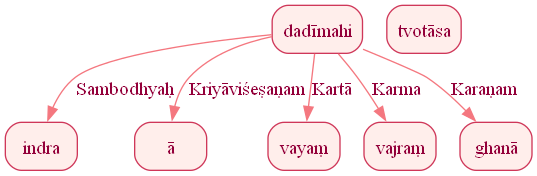 dadīmahi tvotāsa
Sambodhyaḥ Kriyāviśeṣaṇam Kartā Karma Karaṇam
indra ā vayaṃ vajraṃ ghanā